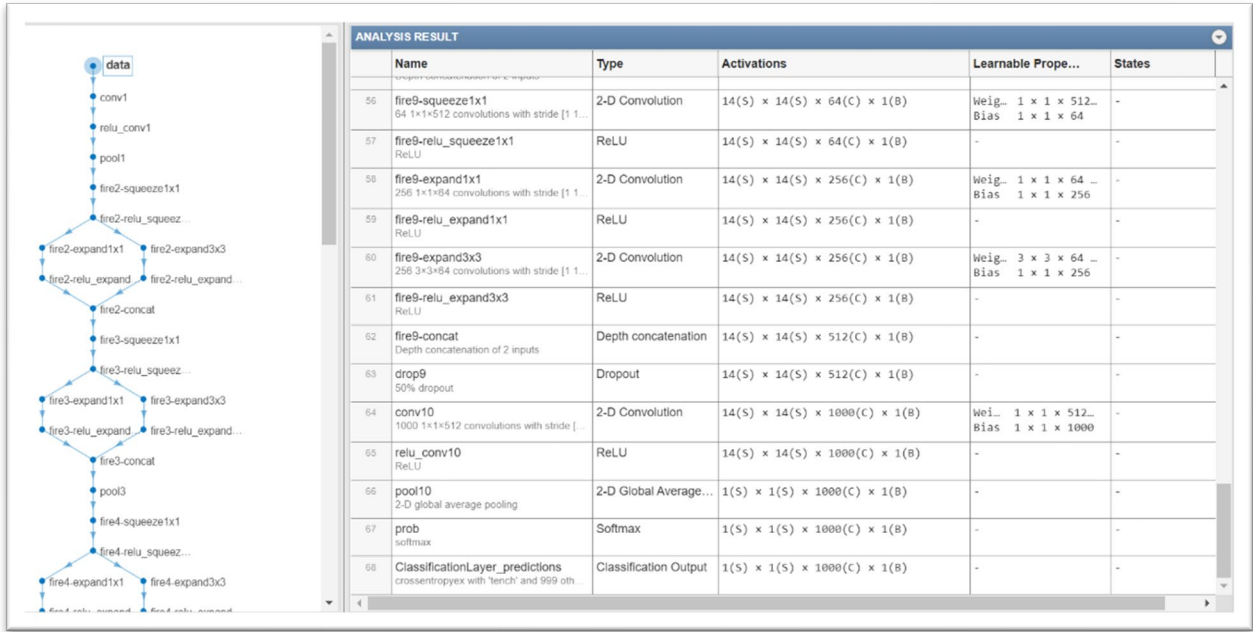 data
conv1
relu_conv1
pool1
fire2-squeeze1x1
fire2-relu_squeez...
fire2-expand1x1 fire2-expand3x3
fire2-relu_expand... fire2-relu_expand...
fire2-concat
fire3-squeeze1x1
fire3-relu_squeez...
fire3-expand1x1 fire3-expand3x3
fire3-relu_expand... fire3-relu_expand...
fire3-concat
pool3
fire4-squeeze1x1
fire4-relu_squeez...
fire4-expand1x1 fire4-expand3x3
fire4-relu_expand... fire4-relu_expand...
ANALYSIS RESULT
Name Type Activations Learnable Prope... States
Depth concatenation of 2 inputs
56 fire9-squeeze1x1 2-D Convolution 14(S) × 14(S) × 64(C) × 1(B) Weig... 1 × 1 × 512... -
64 1×1×512 convolutions with stride [1 1... Bias 1 × 1 × 64
57 fire9-relu_squeeze1x1 ReLU 14(S) × 14(S) × 64(C) × 1(B) - -
ReLU
58 fire9-expand1x1 2-D Convolution 14(S) × 14(S) × 256(C) × 1(B) Weig... 1 × 1 × 64 ... -
256 1×1×64 convolutions with stride [1 1... Bias 1 × 1 × 256
59 fire9-relu_expand1x1 ReLU 14(S) × 14(S) × 256(C) × 1(B) - -
ReLU
60 fire9-expand3x3 2-D Convolution 14(S) × 14(S) × 256(C) × 1(B) Weig... 3 × 3 × 64 ... -
256 3×3×64 convolutions with stride [1 1... Bias 1 × 1 × 256
61 fire9-relu_expand3x3 ReLU 14(S) × 14(S) × 256(C) × 1(B) - -
ReLU
62 fire9-concat Depth concatenation 14(S) × 14(S) × 512(C) × 1(B) - -
Depth concatenation of 2 inputs
63 drop9 Dropout 14(S) × 14(S) × 512(C) × 1(B) - -
50% dropout
64 conv10 2-D Convolution 14(S) × 14(S) × 1000(C) × 1(B) Wei... 1 × 1 × 512... -
1000 1×1×512 convolutions with stride [... Bias 1 × 1 × 1000
65 relu_conv10 ReLU 14(S) × 14(S) × 1000(C) × 1(B) - -
ReLU
66 pool10 2-D Global Average... 1(S) × 1(S) × 1000(C) × 1(B) - -
2-D global average pooling
67 prob Softmax 1(S) × 1(S) × 1000(C) × 1(B) - -
softmax
68 ClassificationLayer_predictions Classification Output 1(S) × 1(S) × 1000(C) × 1(B) - -
crossentropyex with 'tench' and 999 oth...